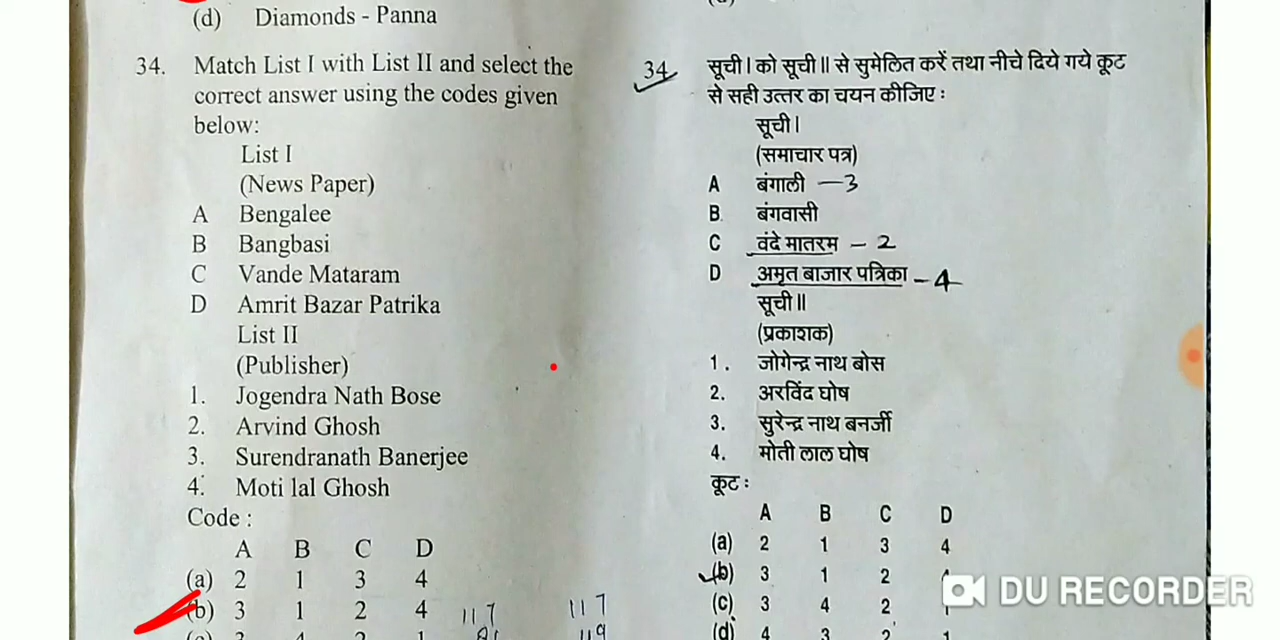 (d) Diamonds - Panna
34. Match List I with List II and select the
correct answer using the codes given
below:
List I
(News Paper)
A Bengalee
B Bangbasi
C Vande Mataram
D Amrit Bazar Patrika
List II
(Publisher)
1. Jogendra Nath Bose
2. Arvind Ghosh
3. Surendranath Banerjee
4. Moti lal Ghosh
Code :
A B C D
(a) 2 1 3 4
(b) 3 1 2 4 117 117
34 सूची I को सूची II से सुमेलित करें तथा नीचे दिये गये कूट
से सही उत्तर का चयन कीजिए :
सूची I
(समाचार पत्र)
A बंगाली — 3
B. बंगवासी
C वंदे मातरम – 2
D अमृत बाजार पत्रिका – 4
सूची II
(प्रकाशक)
1. जोगेन्द्र नाथ बोस
2. अरविंद घोष
3. सुरेन्द्र नाथ बनर्जी
4. मोती लाल घोष
कूट :
A B C D
(a) 2 1 3 4
(b) 3 1 2
(c) 3 4 2 1
(d) 4 3 2 1
DU RECORDER